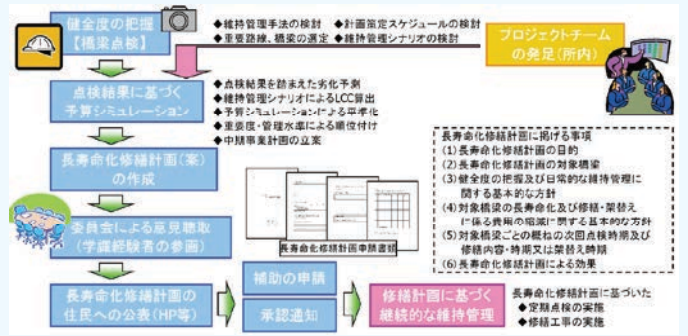 健全度の把握
【橋梁点検】
◆維持管理手法の検討
◆計画策定スケジュールの検討
◆重要路線、橋梁の選定
◆維持管理シナリオの検討
プロジェクトチーム
の発足(所内)
点検結果に基づく
予算シミュレーション
◆点検結果を踏まえた劣化予測
◆維持管理シナリオによるLCC算出
◆予算シミュレーションによる平準化
◆重要度・管理水準による順位付け
◆中期事業計画の立案
長寿命化修繕計画(案)
の作成
長寿命化修繕計画に掲げる事項
(1)長寿命化修繕計画の目的
(2)長寿命化修繕計画の対象橋梁
(3)健全度の把握及び日常的な維持管理に
関する基本的な方針
(4)対象橋梁の長寿命化及び修繕・架替え
に係る費用の縮減に関する基本的な方針
(5)対象橋梁ごとの概ねの次回点検時期及び
修繕内容・時期又は架替え時期
(6)長寿命化修繕計画による効果
委員会による意見聴取
(学識経験者の参画)
長寿命化修繕計画申請書類
長寿命化修繕計画の
住民への公表(HP等)
補助の申請
承認通知
修繕計画に基づく
継続的な維持管理
長寿命化修繕計画に基づいた
◆定期点検の実施
◆修繕工事の実施